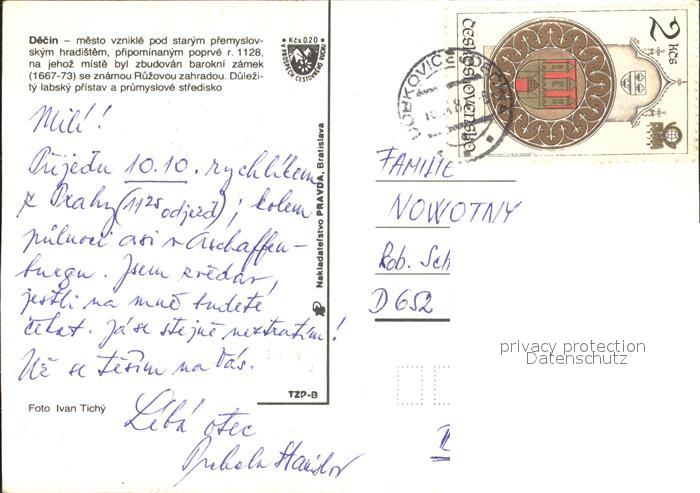 Děčín – město vzniklé pod starým přemyslov-
ským hradištěm, připomínaným poprvé r. 1128,
na jehož místě byl zbudován barokní zámek
(1667-73) se známou Růžovou zahradou. Důleži-
tý labský přístav a průmyslové středisko
Kčs 0,20
Milí!
Přijedu 10.10. rychlíkem
z Prahy (11²⁵ odjezd); kolem
půlnoci asi v Aschaffen-
burgu. Jsem zvědav,
jestli na mně budete
čekat. Já se stejně neztratím!
Už se těším na Vás.
Líbá otec
Stanislav
Foto Ivan Tichý
TZP-B
Nakladatelství PRAVDA, Bratislava
2 Kčs
československo
FAMILIE
NOWOTNY
Rob. Sch
D 652
privacy protection
Datenschutz